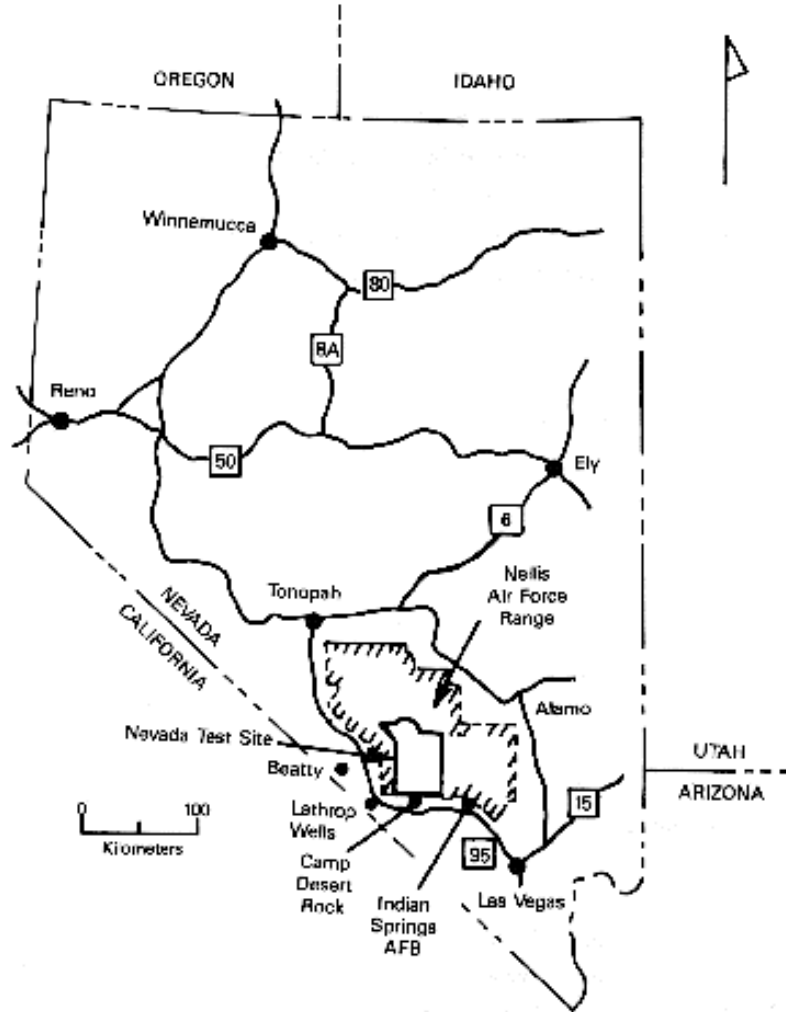 OREGON
IDAHO
Winnemucca
80
8A
Reno
50
Ely
6
Nellis
Air Force
Range
Tonopah
NEVADA
CALIFORNIA
Alamo
Nevada Test Site
Beatty
UTAH
ARIZONA
0
100
Kilometers
Lathrop
Wells
15
95
Camp
Desert
Rock
Las Vegas
Indian
Springs
AFB